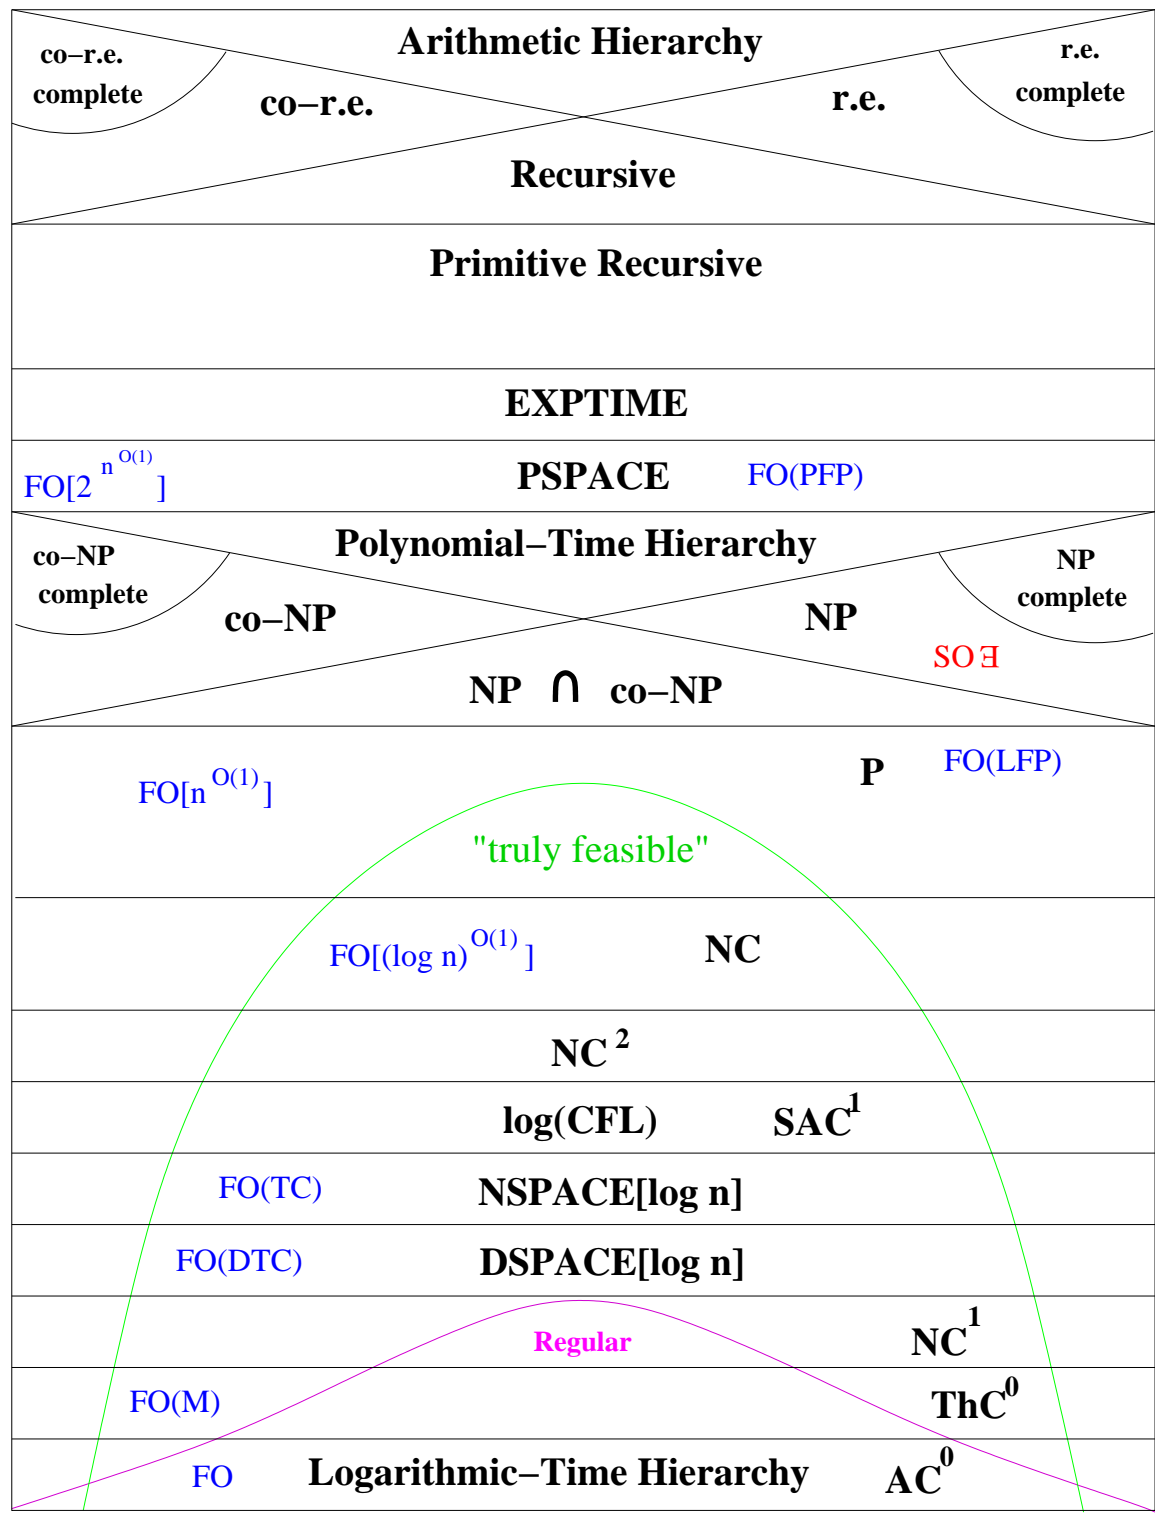 Arithmetic Hierarchy
co–r.e.
complete
co–r.e.
r.e.
r.e.
complete
Recursive
Primitive Recursive
EXPTIME
FO[2^n^O(1)] PSPACE FO(PFP)
Polynomial–Time Hierarchy
co–NP
complete
co–NP
NP
NP
complete
SO∃
NP ∩ co–NP
FO[n^O(1)] P FO(LFP)
"truly feasible"
FO[(log n)^O(1)] NC
NC^2
log(CFL) SAC^1
FO(TC) NSPACE[log n]
FO(DTC) DSPACE[log n]
Regular NC^1
FO(M) ThC^0
FO Logarithmic–Time Hierarchy AC^0